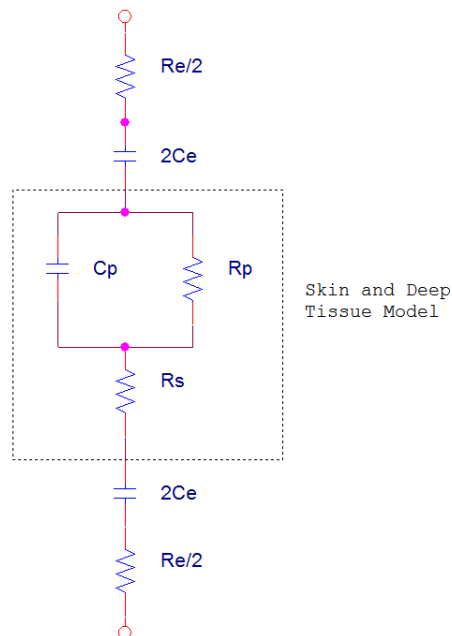 Re/2
2Ce
Cp
Rp
Skin and Deep
Tissue Model
Rs
2Ce
Re/2